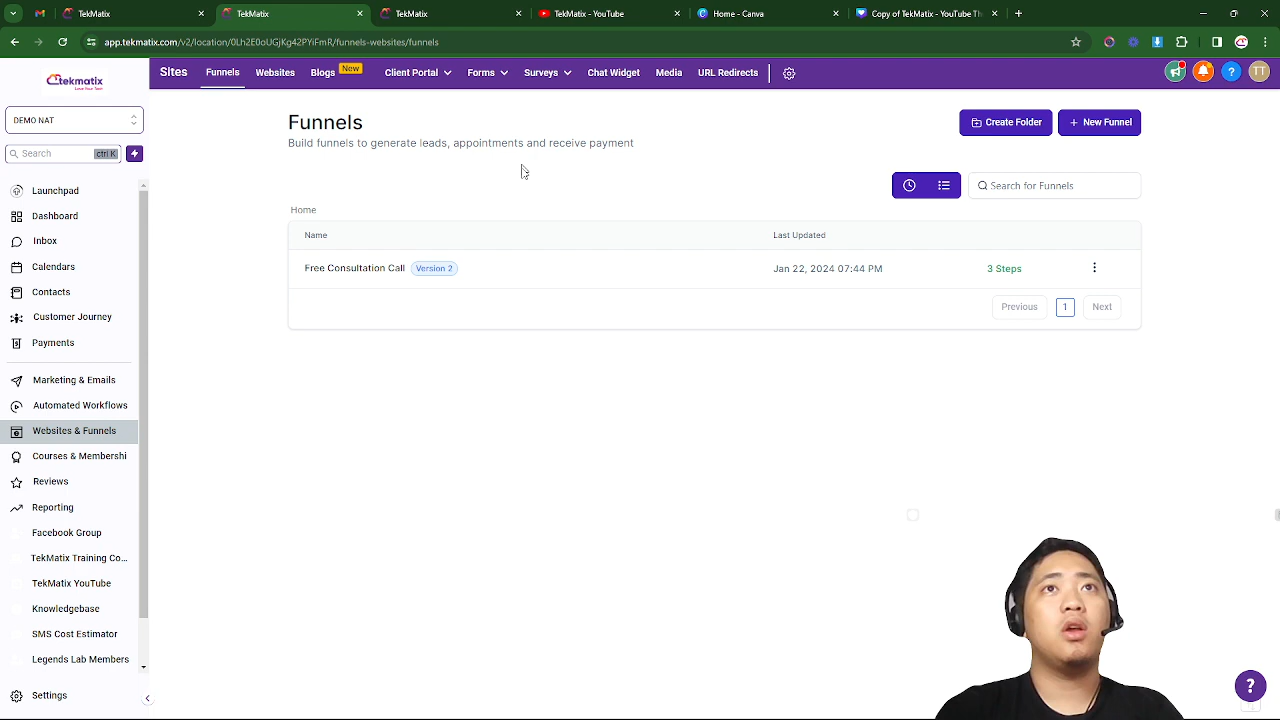 TekMatix
TekMatix
TekMatix
TekMatix - YouTube
Home - Canva
Copy of TekMatix - YouTube Th
app.tekmatix.com/v2/location/0Lh2E0oUGjKg42PYiFmR/funnels-websites/funnels
tekmatix
Love Your Tech
Sites
Funnels
Websites
Blogs
New
Client Portal
Forms
Surveys
Chat Widget
Media
URL Redirects
TT
DEMO NAT
Search
ctrl K
Launchpad
Dashboard
Inbox
Calendars
Contacts
Customer Journey
Payments
Marketing & Emails
Automated Workflows
Websites & Funnels
Courses & Membershi
Reviews
Reporting
Facebook Group
TekMatix Training Co...
TekMatix YouTube
Knowledgebase
SMS Cost Estimator
Legends Lab Members
Settings
Funnels
Build funnels to generate leads, appointments and receive payment
Create Folder
+ New Funnel
Search for Funnels
Home
Name
Last Updated
Free Consultation Call
Version 2
Jan 22, 2024 07:44 PM
3 Steps
Previous
1
Next
?